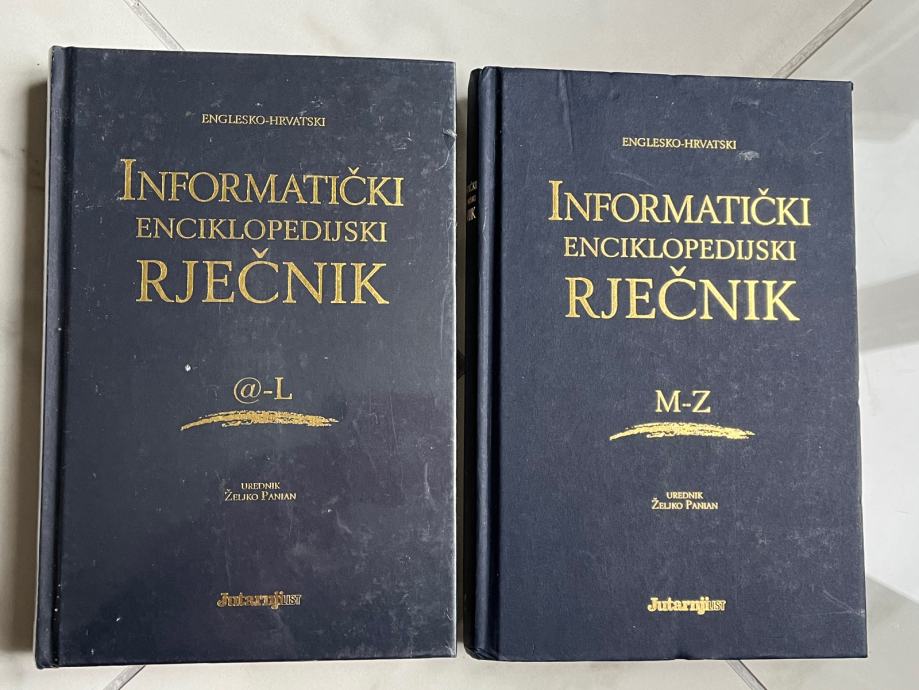 ENGLESKO-HRVATSKI
INFORMATIČKI
ENCIKLOPEDIJSKI
RJEČNIK
@-L
UREDNIK
ŽELJKO PANIAN
Jutarnji LIST
ENGLESKO-HRVATSKI
INFORMATIČKI
ENCIKLOPEDIJSKI
RJEČNIK
M-Z
UREDNIK
ŽELJKO PANIAN
Jutarnji LIST